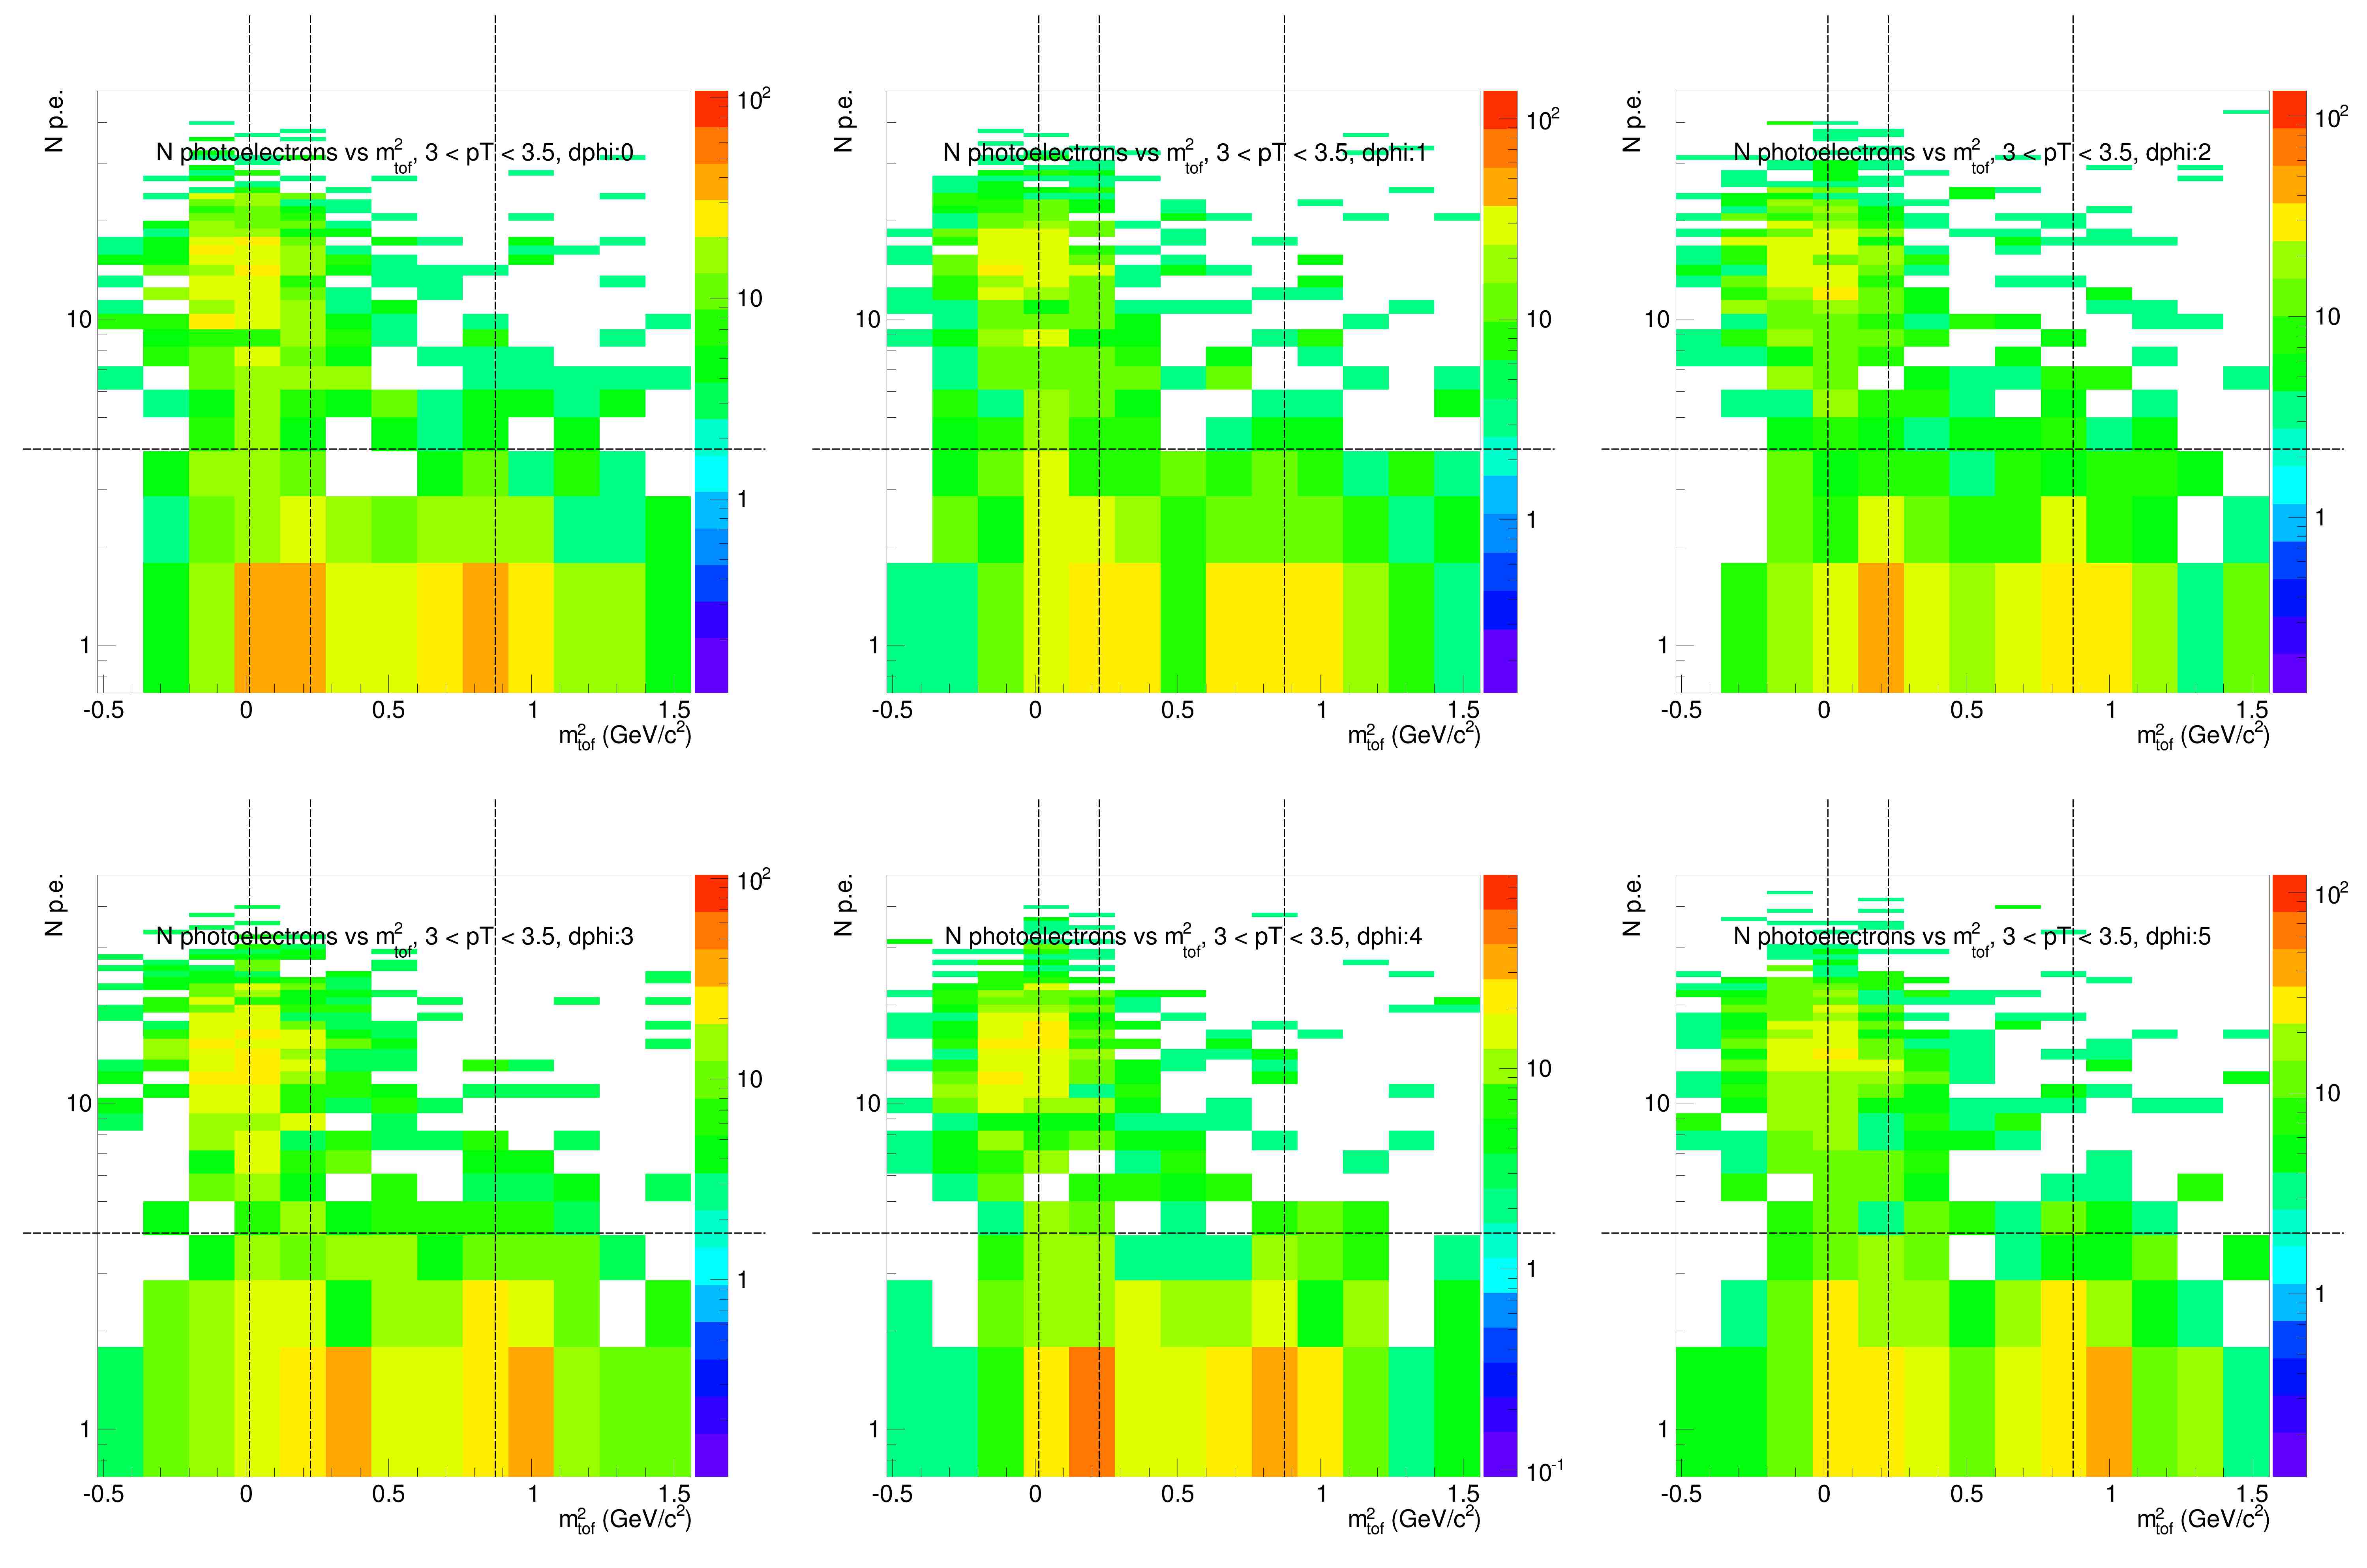 N p.e.
N photoelectrons vs m²tof, 3 < pT < 3.5, dphi:0
10
1
-0.5 0 0.5 1 1.5
m²tof (GeV/c²)
10²
10
1
N p.e.
N photoelectrons vs m²tof, 3 < pT < 3.5, dphi:1
10
1
-0.5 0 0.5 1 1.5
m²tof (GeV/c²)
10²
10
1
N p.e.
N photoelectrons vs m²tof, 3 < pT < 3.5, dphi:2
10
1
-0.5 0 0.5 1 1.5
m²tof (GeV/c²)
10²
10
1
N p.e.
N photoelectrons vs m²tof, 3 < pT < 3.5, dphi:3
10
1
-0.5 0 0.5 1 1.5
m²tof (GeV/c²)
10²
10
1
N p.e.
N photoelectrons vs m²tof, 3 < pT < 3.5, dphi:4
10
1
-0.5 0 0.5 1 1.5
m²tof (GeV/c²)
10
1
10⁻¹
N p.e.
N photoelectrons vs m²tof, 3 < pT < 3.5, dphi:5
10
1
-0.5 0 0.5 1 1.5
m²tof (GeV/c²)
10²
10
1